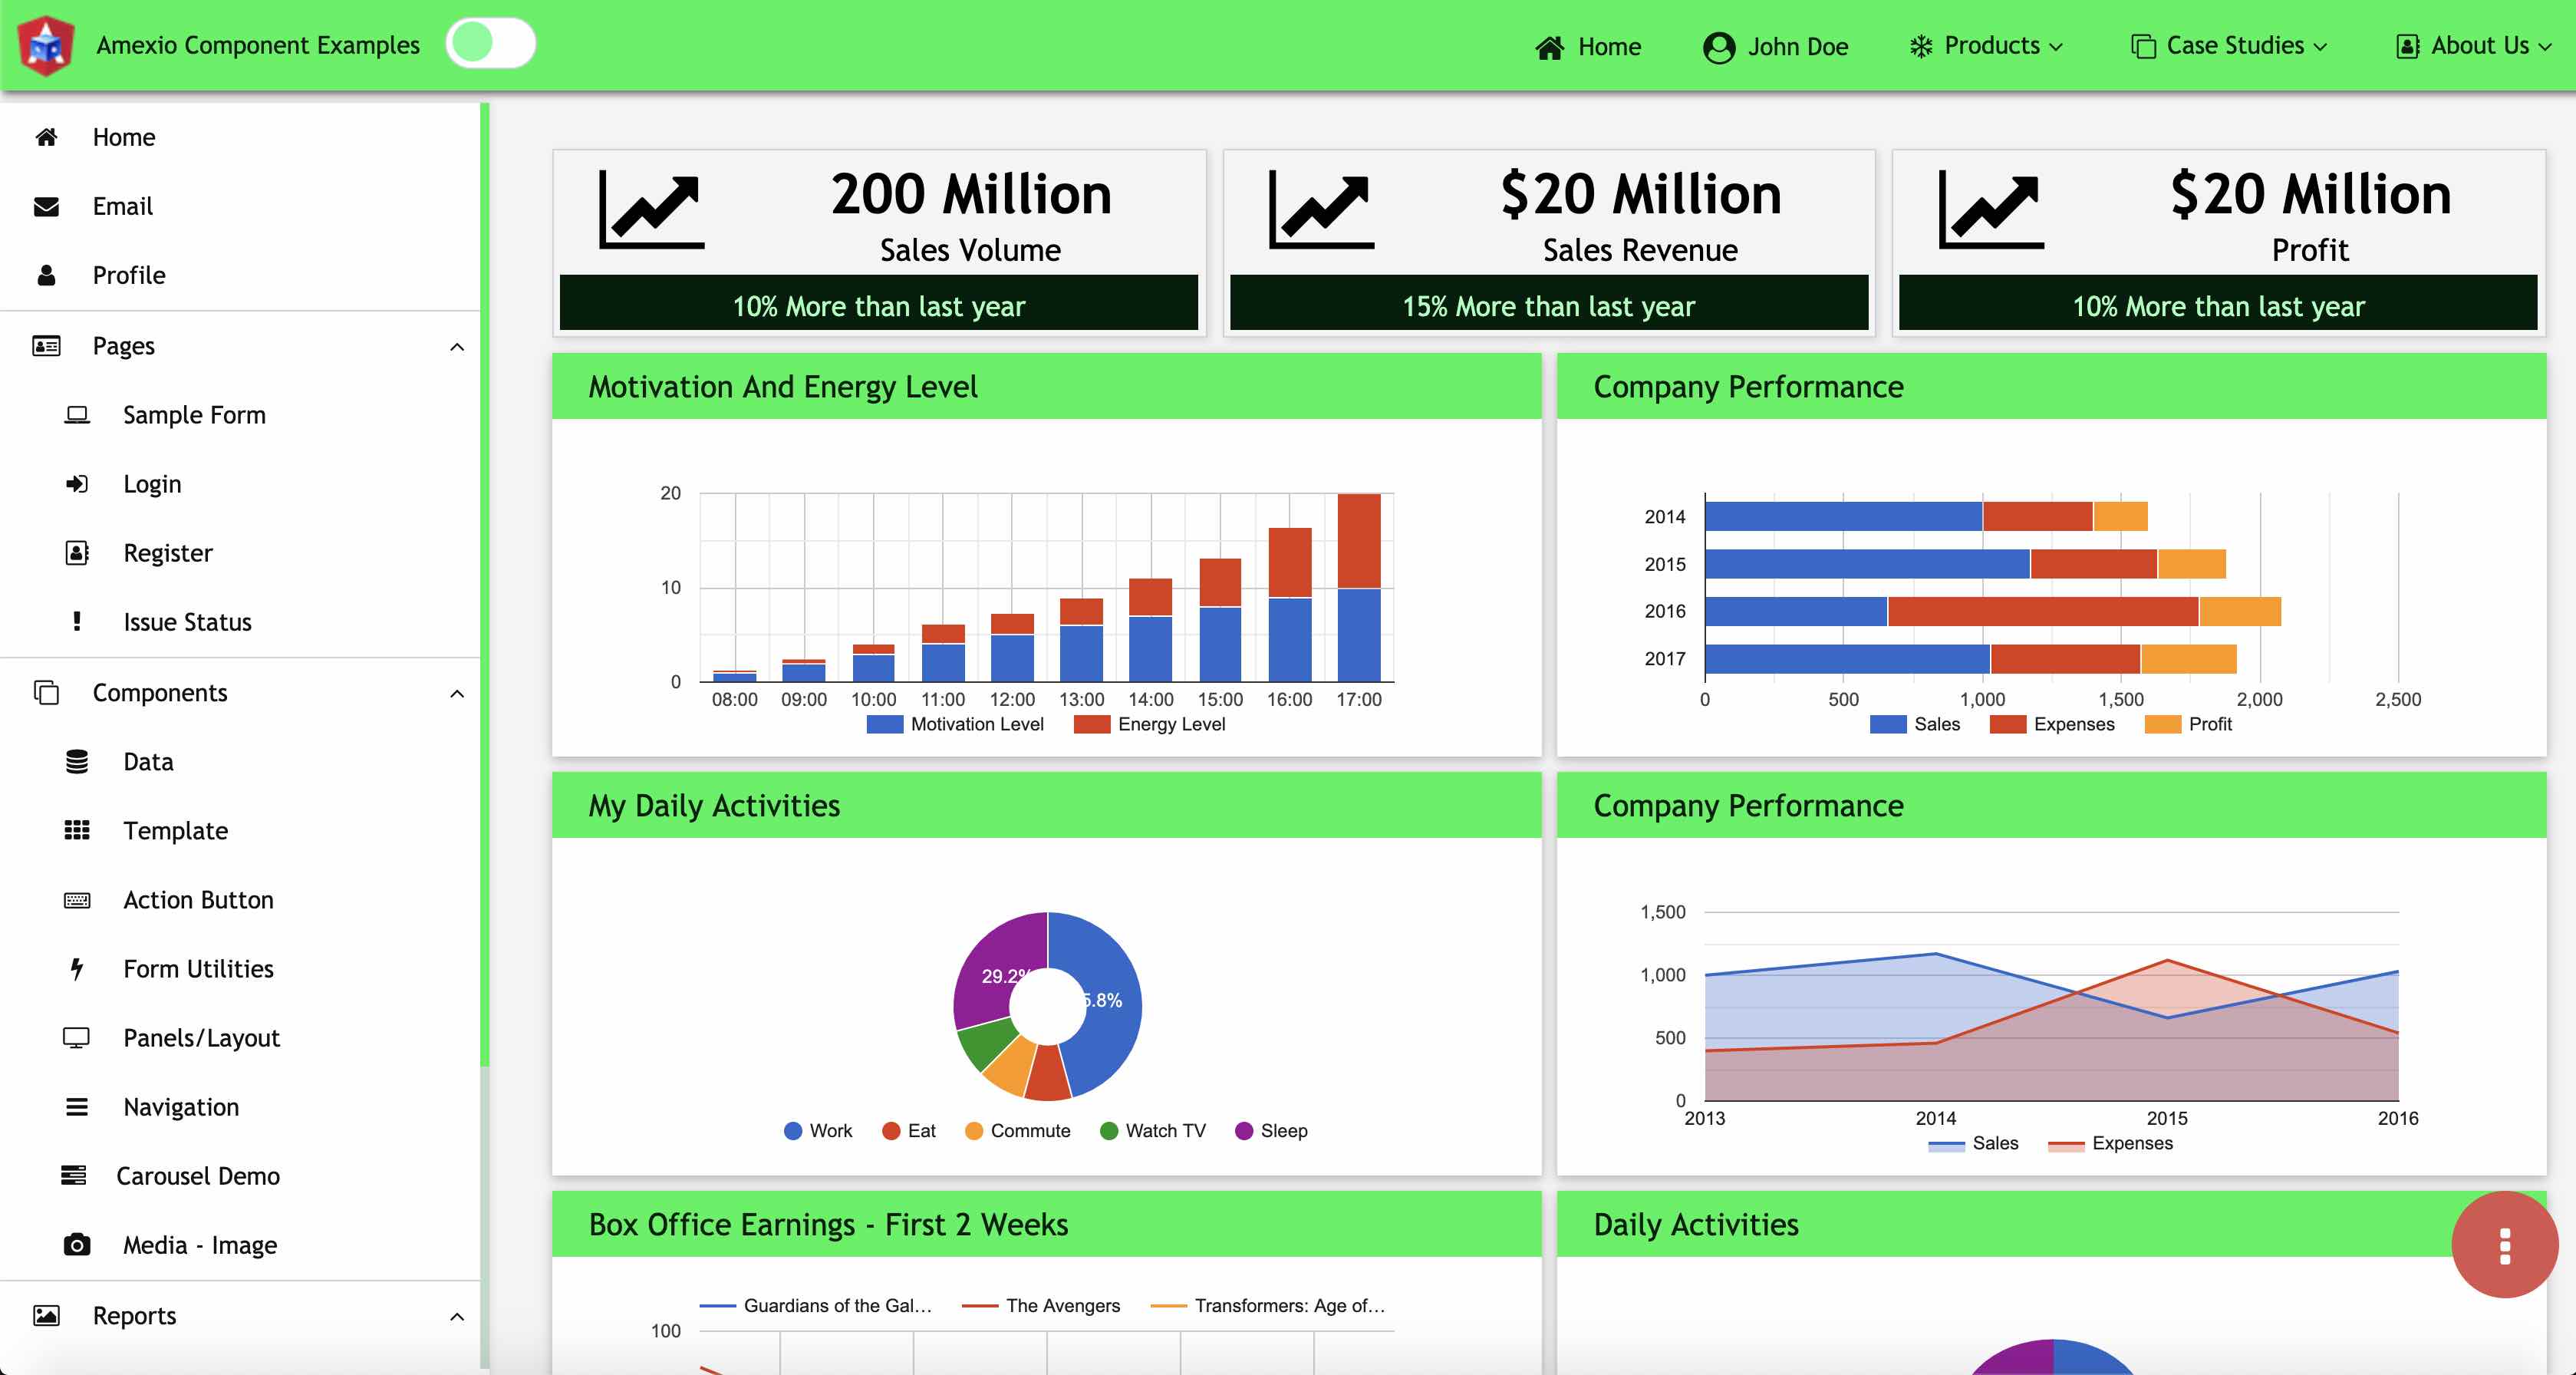 Amexio Component Examples
Home
John Doe
Products
Case Studies
About Us
Home
Email
Profile
Pages
Sample Form
Login
Register
Issue Status
Components
Data
Template
Action Button
Form Utilities
Panels/Layout
Navigation
Carousel Demo
Media - Image
Reports
200 Million
Sales Volume
10% More than last year
$20 Million
Sales Revenue
15% More than last year
$20 Million
Profit
10% More than last year
Motivation And Energy Level
20
10
0
08:00 09:00 10:00 11:00 12:00 13:00 14:00 15:00 16:00 17:00
Motivation Level Energy Level
Company Performance
2014
2015
2016
2017
0 500 1,000 1,500 2,000 2,500
Sales Expenses Profit
My Daily Activities
29.2%
5.8%
Work Eat Commute Watch TV Sleep
Company Performance
1,500
1,000
500
0
2013 2014 2015 2016
Sales Expenses
Box Office Earnings - First 2 Weeks
Guardians of the Gal... The Avengers Transformers: Age of...
100
Daily Activities